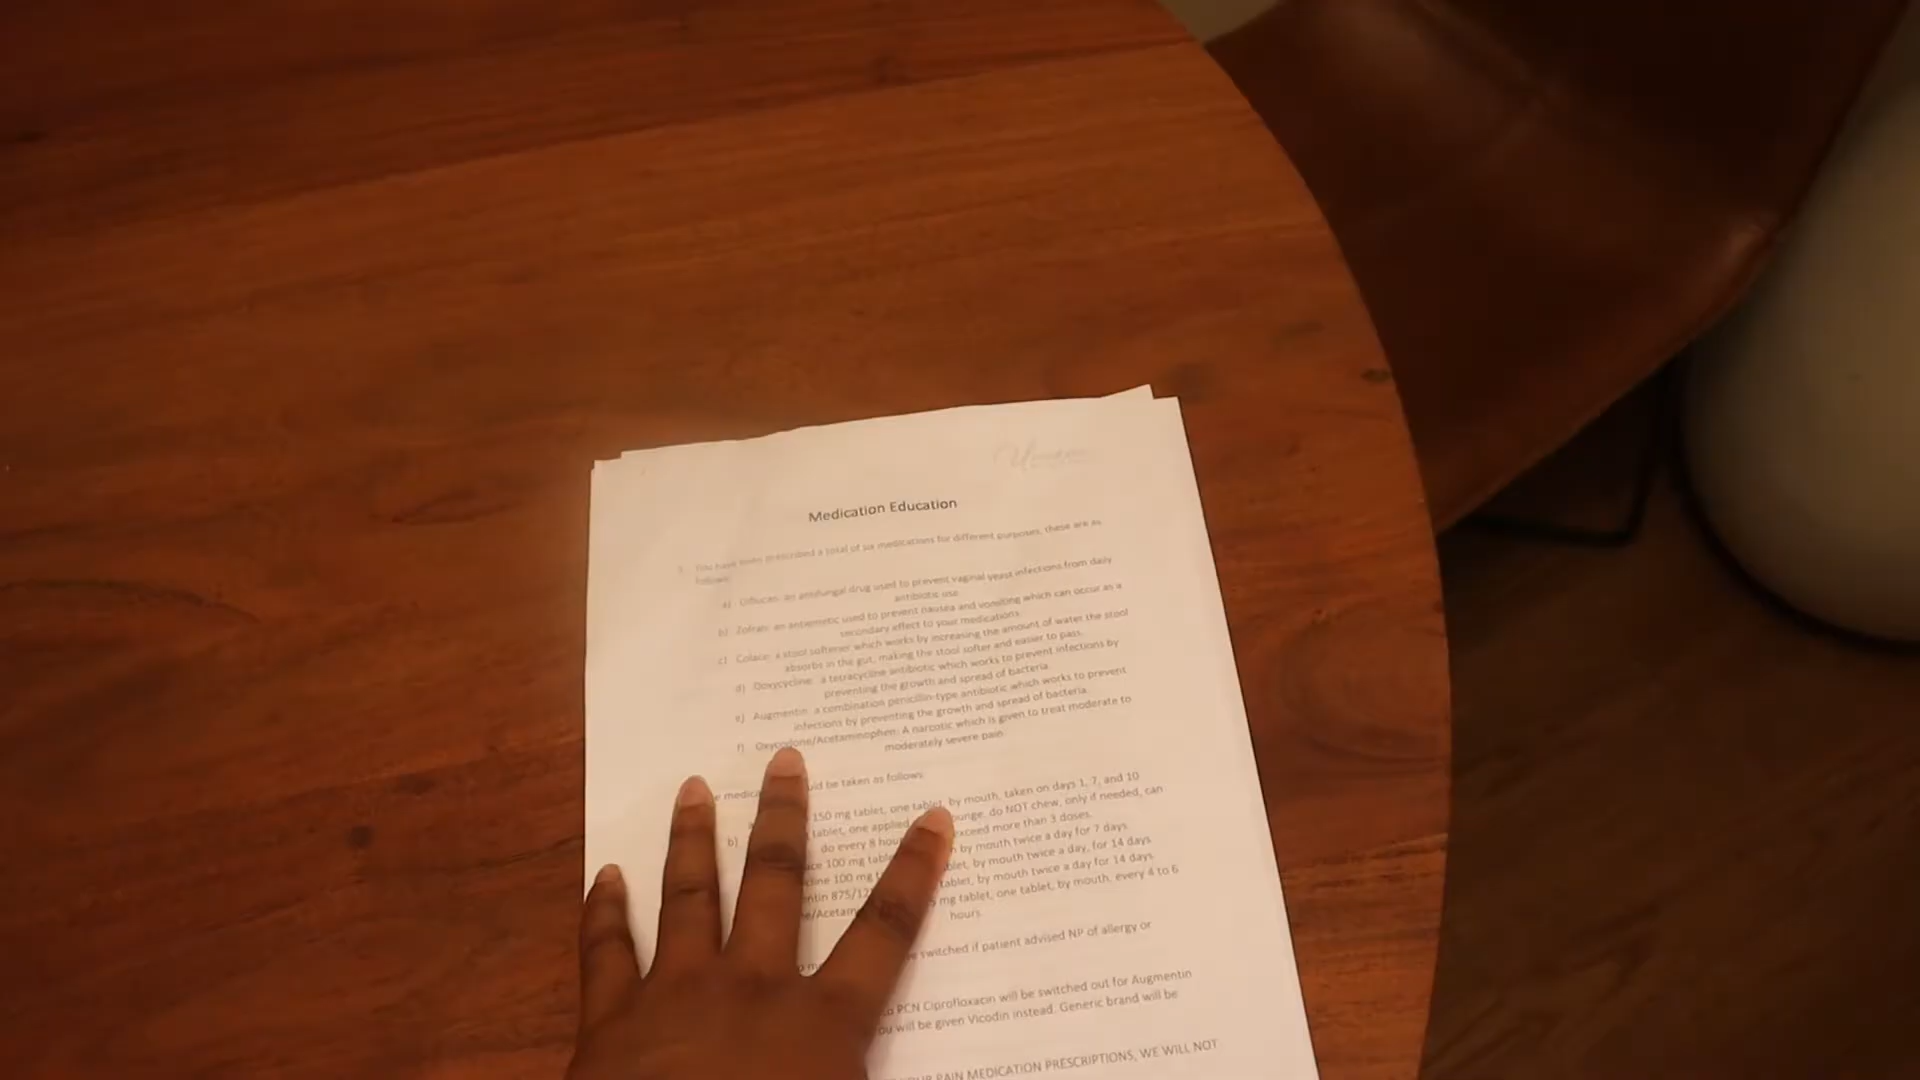 Medication Education
You have been prescribed a total of six medications for different purposes, these are as
follows:
a) Diflucan: an antifungal drug used to prevent vaginal yeast infections from daily
antibiotic use.
b) Zofran: an antiemetic used to prevent nausea and vomiting which can occur as a
secondary effect to your medications.
c) Colace: a stool softener which works by increasing the amount of water the stool
absorbs in the gut, making the stool softer and easier to pass.
d) Doxycycline: a tetracycline antibiotic which works to prevent infections by
preventing the growth and spread of bacteria.
e) Augmentin: a combination penicillin-type antibiotic which works to prevent
infections by preventing the growth and spread of bacteria.
f) Oxycodone/Acetaminophen: A narcotic which is given to treat moderate to
moderately severe pain.
be taken as follows:
150 mg tablet, one tablet, by mouth, taken on days 1, 7, and 10
b) tablet, one applied do NOT chew, only if needed, can
do every 8 exceed more than 3 doses.
100 mg by mouth twice a day for 7 days.
100 mg by mouth twice a day, for 14 days.
tablet, by mouth twice a day for 14 days.
mg tablet, one tablet, by mouth, every 4 to 6
hours.
switched if patient advised NP of allergy or
PCN Ciprofloxacin will be switched out for Augmentin
will be given Vicodin instead. Generic brand will be
PAIN MEDICATION PRESCRIPTIONS, WE WILL NOT